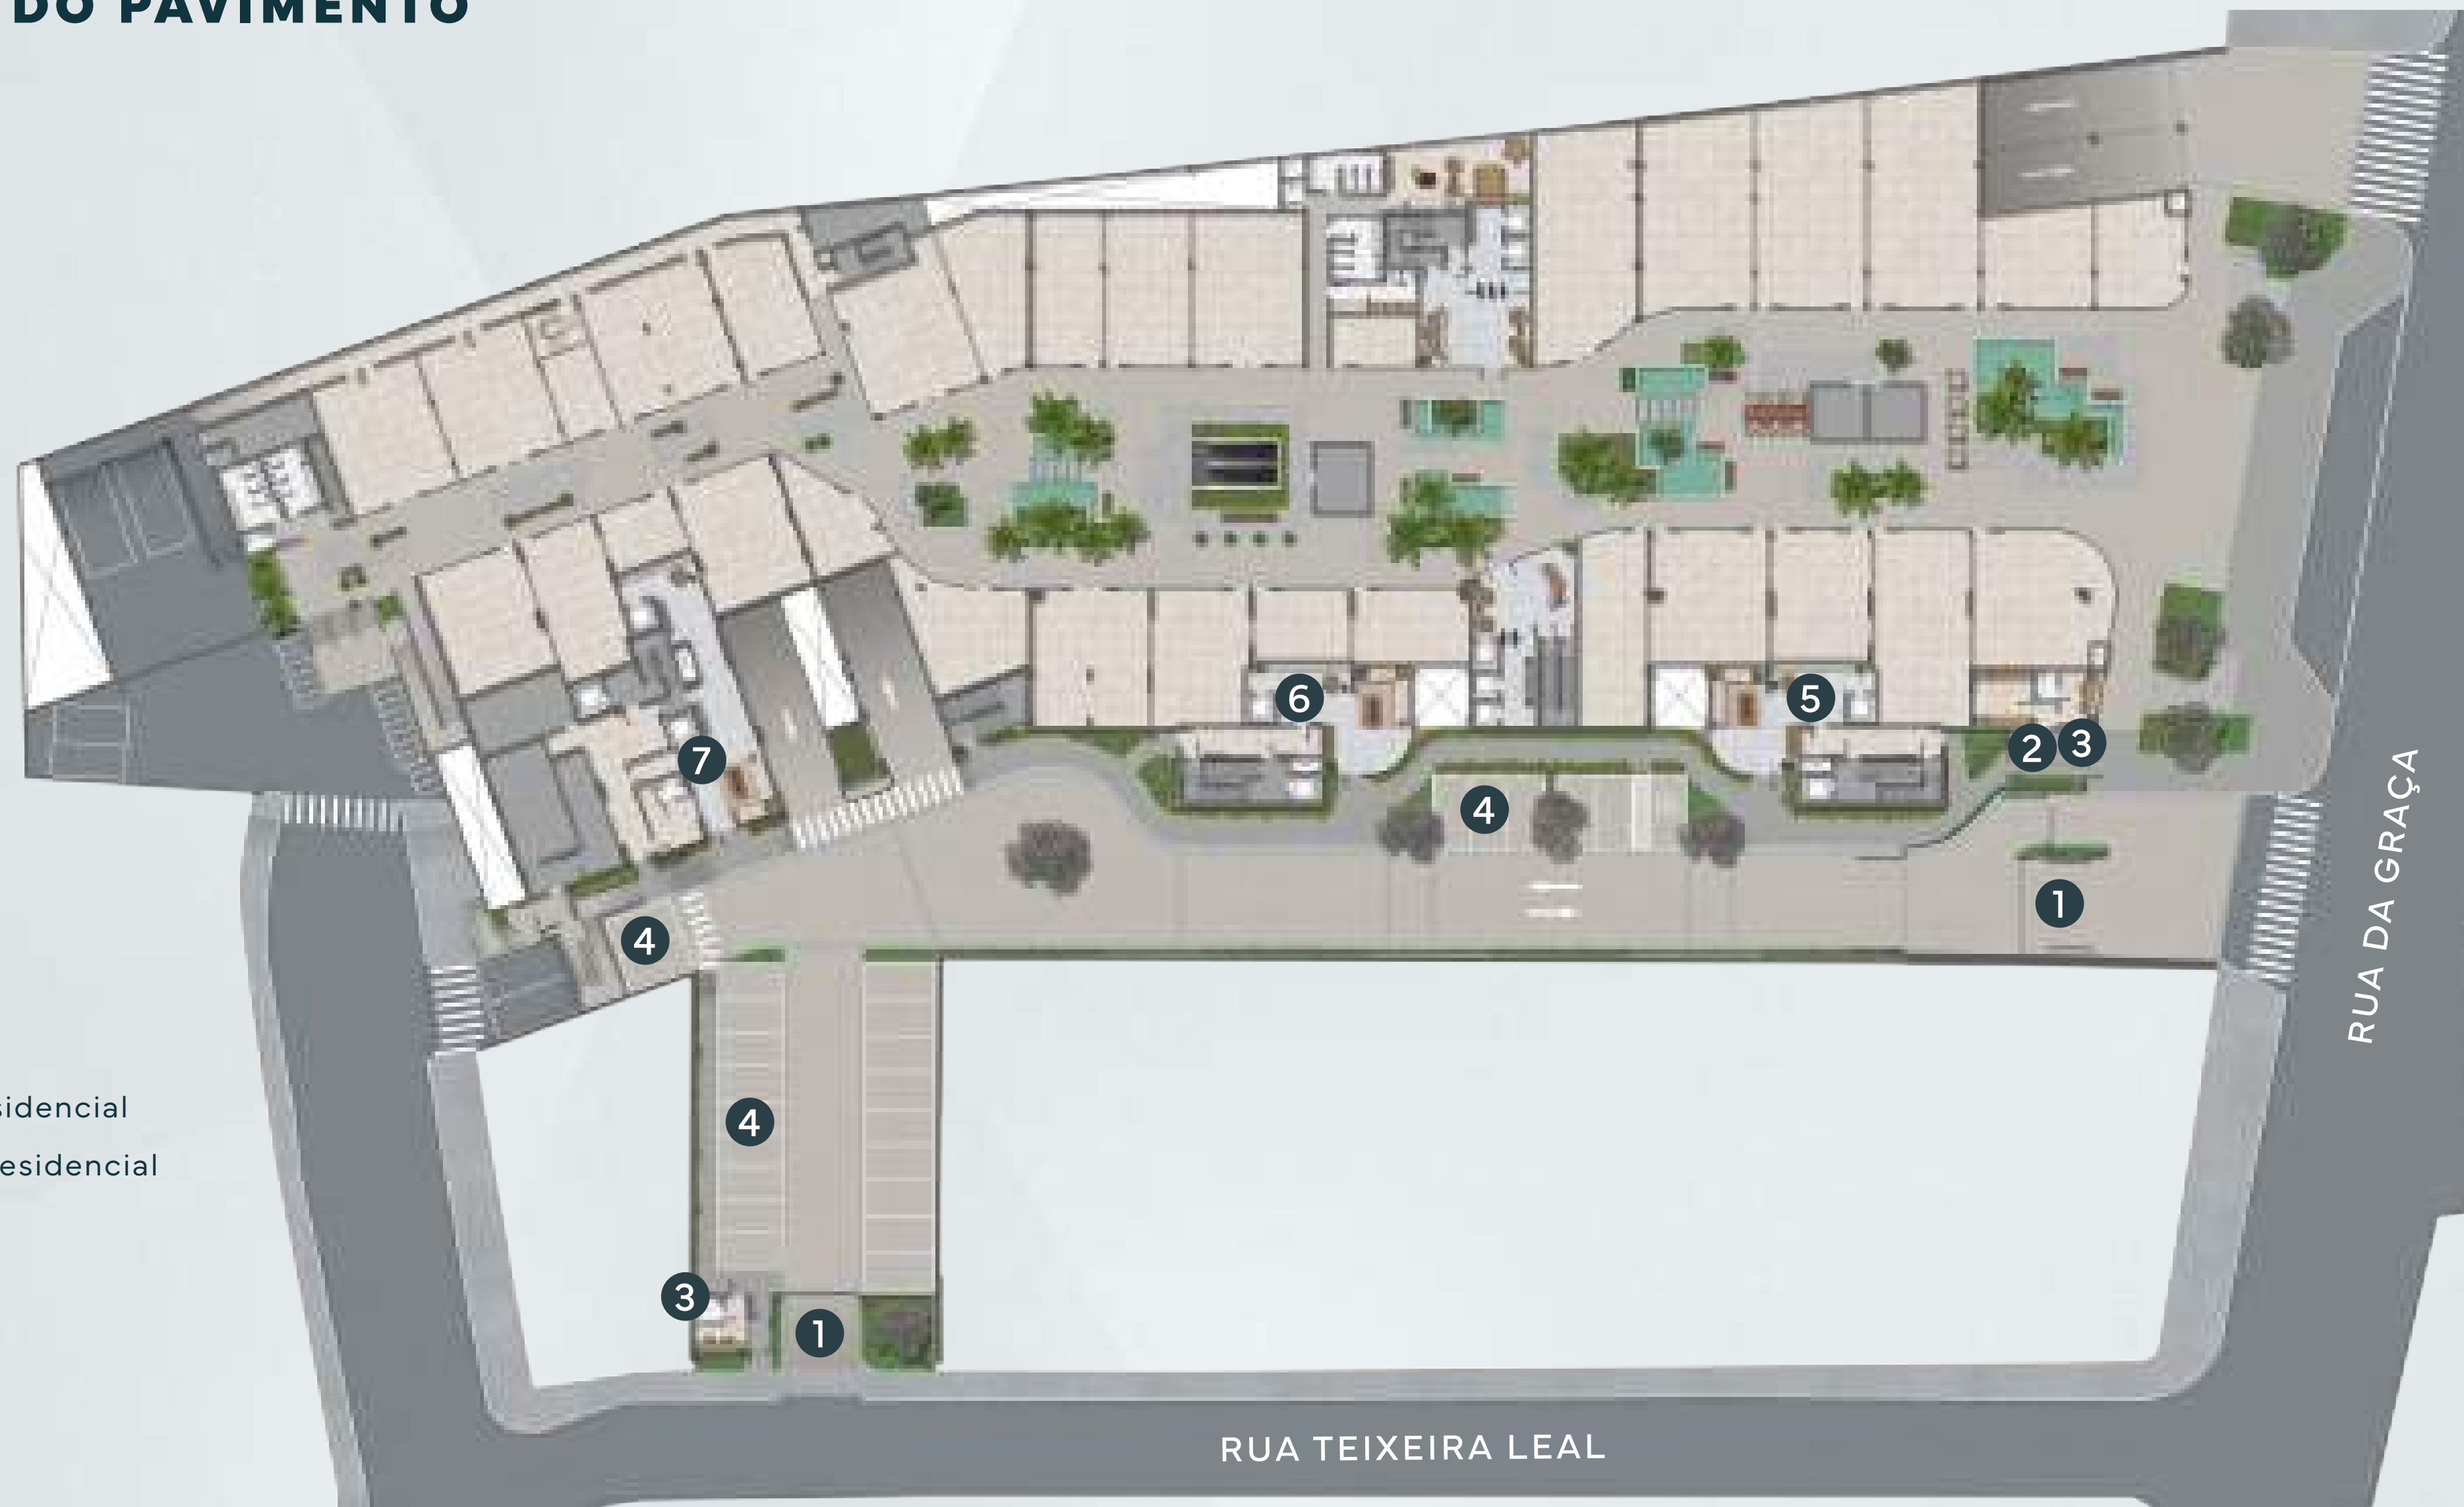 DO PAVIMENTO
6
5
7
2
3
4
1
4
4
3
1
sidencial
esidencial
RUA DA GRAÇA
RUA TEIXEIRA LEAL